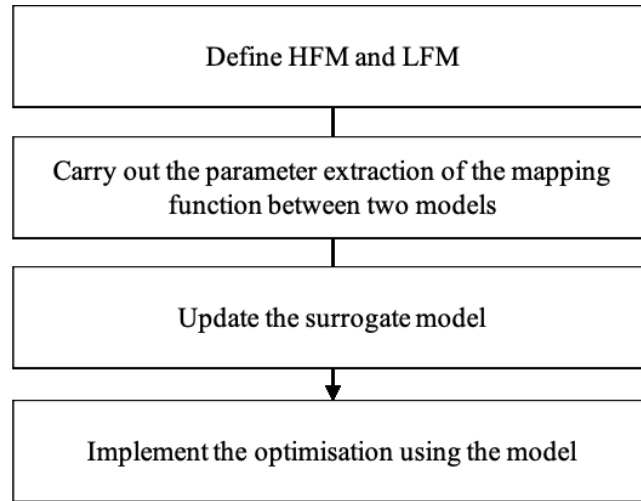 Define HFM and LFM
Carry out the parameter extraction of the mapping
function between two models
Update the surrogate model
Implement the optimisation using the model